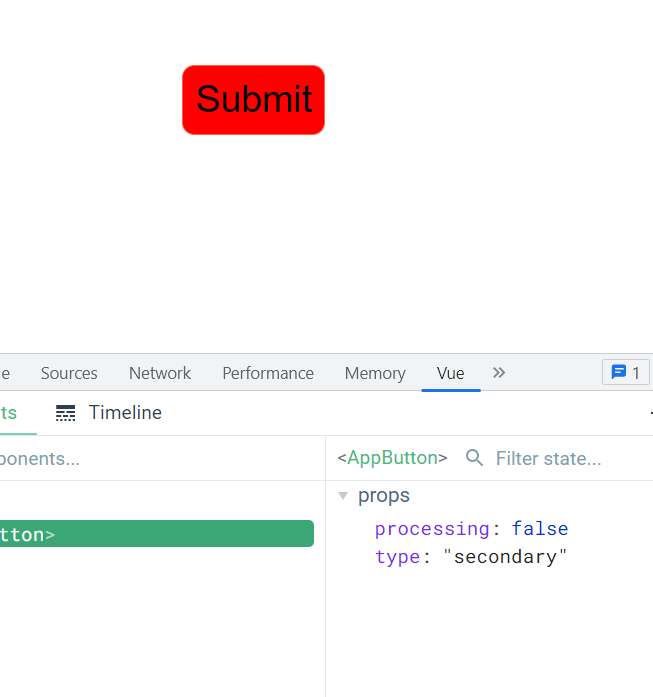 Submit
e Sources Network Performance Memory Vue 1
ts Timeline
ponents... <AppButton> Filter state...
props
tton> processing: false
type: "secondary"